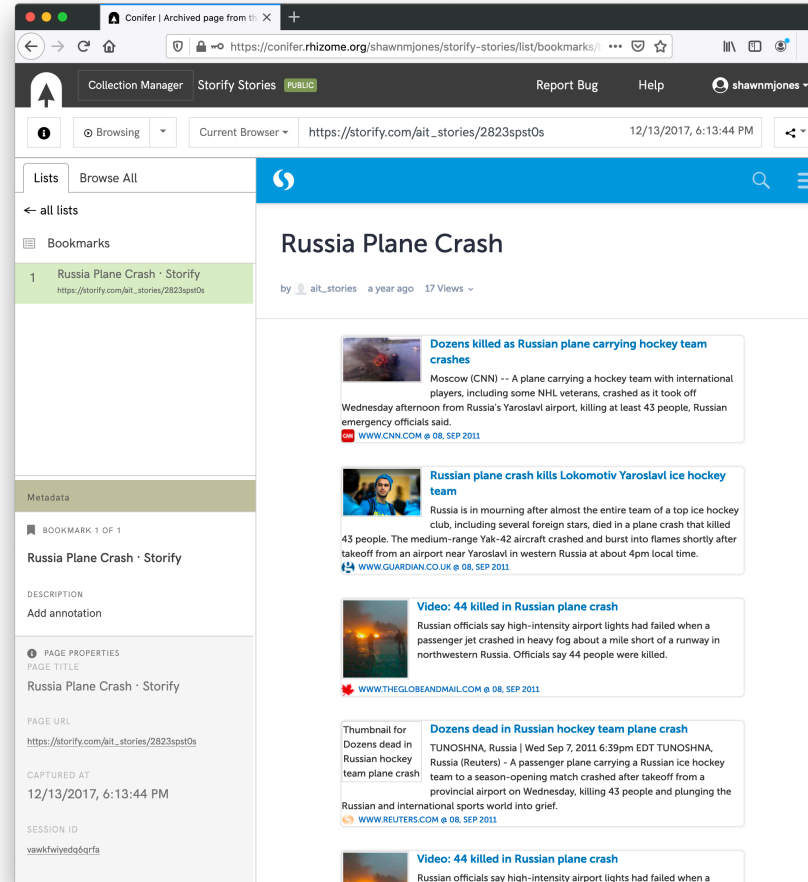 Conifer | Archived page from th
https://conifer.rhizome.org/shawnmjones/storify-stories/list/bookmarks/
Collection Manager Storify Stories PUBLIC Report Bug Help shawnmjones
Browsing Current Browser https://storify.com/ait_stories/2823spst0s 12/13/2017, 6:13:44 PM
Lists Browse All
← all lists
Bookmarks
1 Russia Plane Crash · Storify
https://storify.com/ait_stories/2823spst0s
Metadata
BOOKMARK 1 OF 1
Russia Plane Crash · Storify
DESCRIPTION
Add annotation
PAGE PROPERTIES
PAGE TITLE
Russia Plane Crash · Storify
PAGE URL
https://storify.com/ait_stories/2823spst0s
CAPTURED AT
12/13/2017, 6:13:44 PM
SESSION ID
vawkfwiyedq6qrfa
Russia Plane Crash
by ait_stories a year ago 17 Views
Dozens killed as Russian plane carrying hockey team
crashes
Moscow (CNN) -- A plane carrying a hockey team with international
players, including some NHL veterans, crashed as it took off
Wednesday afternoon from Russia's Yaroslavl airport, killing at least 43 people, Russian
emergency officials said.
CNN WWW.CNN.COM @ 08, SEP 2011
Russian plane crash kills Lokomotiv Yaroslavl ice hockey
team
Russia is in mourning after almost the entire team of a top ice hockey
club, including several foreign stars, died in a plane crash that killed
43 people. The medium-range Yak-42 aircraft crashed and burst into flames shortly after
takeoff from an airport near Yaroslavl in western Russia at about 4pm local time.
WWW.GUARDIAN.CO.UK @ 08, SEP 2011
Video: 44 killed in Russian plane crash
Russian officials say high-intensity airport lights had failed when a
passenger jet crashed in heavy fog about a mile short of a runway in
northwestern Russia. Officials say 44 people were killed.
WWW.THEGLOBEANDMAIL.COM @ 08, SEP 2011
Thumbnail for
Dozens dead in
Russian hockey
team plane crash
Dozens dead in Russian hockey team plane crash
TUNOSHNA, Russia | Wed Sep 7, 2011 6:39pm EDT TUNOSHNA,
Russia (Reuters) - A passenger plane carrying a Russian ice hockey
team to a season-opening match crashed after takeoff from a
provincial airport on Wednesday, killing 43 people and plunging the
Russian and international sports world into grief.
WWW.REUTERS.COM @ 08, SEP 2011
Video: 44 killed in Russian plane crash
Russian officials say high-intensity airport lights had failed when a